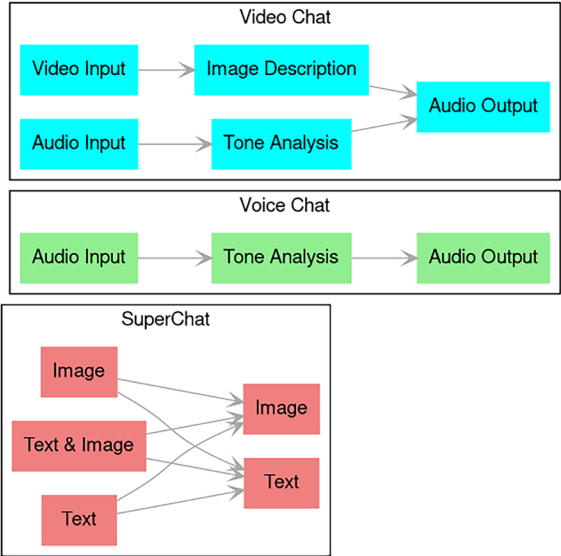 Video Chat
Video Input
Image Description
Audio Output
Audio Input
Tone Analysis
Voice Chat
Audio Input
Tone Analysis
Audio Output
SuperChat
Image
Image
Text & Image
Text
Text